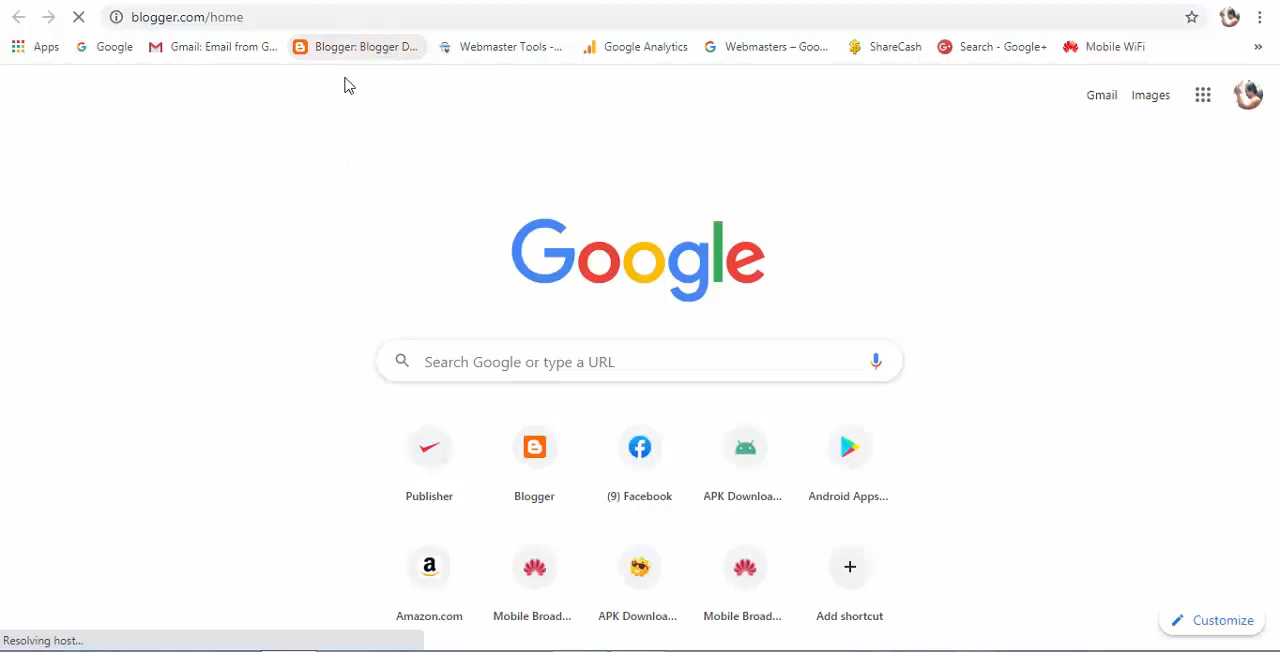 blogger.com/home
Apps Google Gmail: Email from G... Blogger: Blogger D... Webmaster Tools -... Google Analytics Webmasters – Goo... ShareCash Search - Google+ Mobile WiFi »
Gmail Images
Google
Search Google or type a URL
Publisher Blogger (9) Facebook APK Downloa... Android Apps...
Amazon.com Mobile Broad... APK Downloa... Mobile Broad... Add shortcut
Customize
Resolving host...